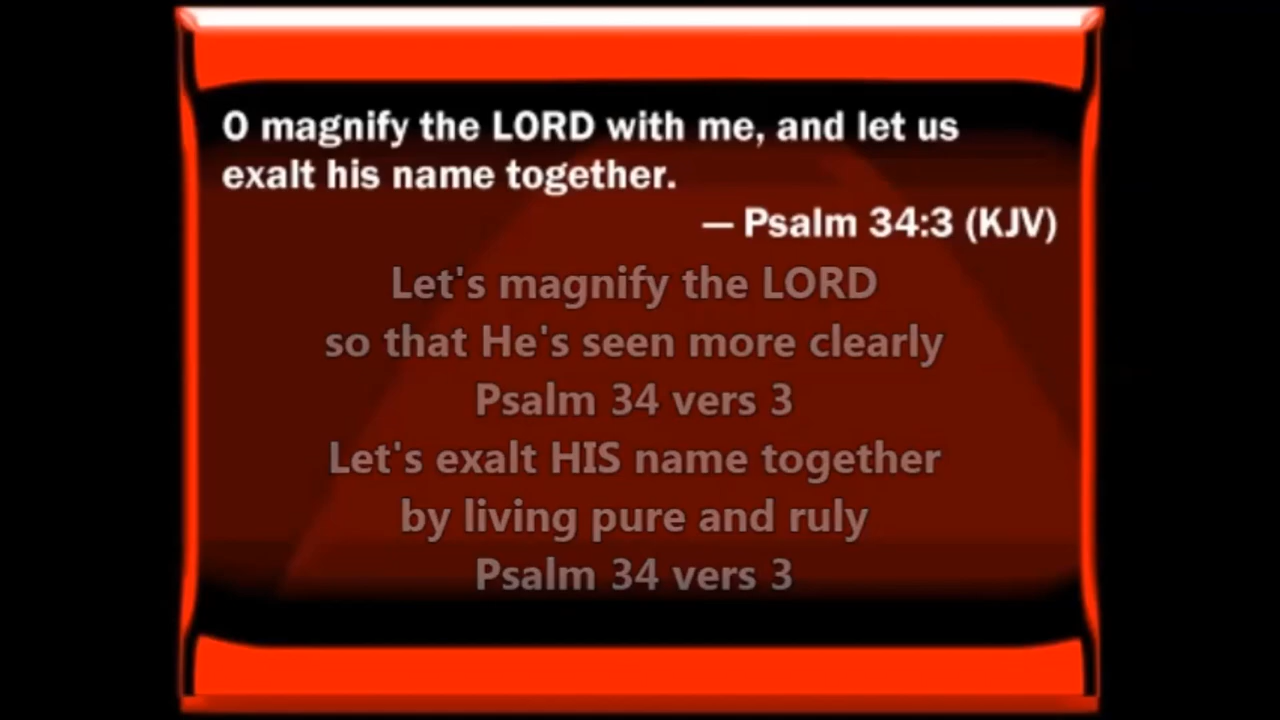 O magnify the LORD with me, and let us
exalt his name together.
— Psalm 34:3 (KJV)
Let's magnify the LORD
so that He's seen more clearly
Psalm 34 vers 3
Let's exalt HIS name together
by living pure and ruly
Psalm 34 vers 3